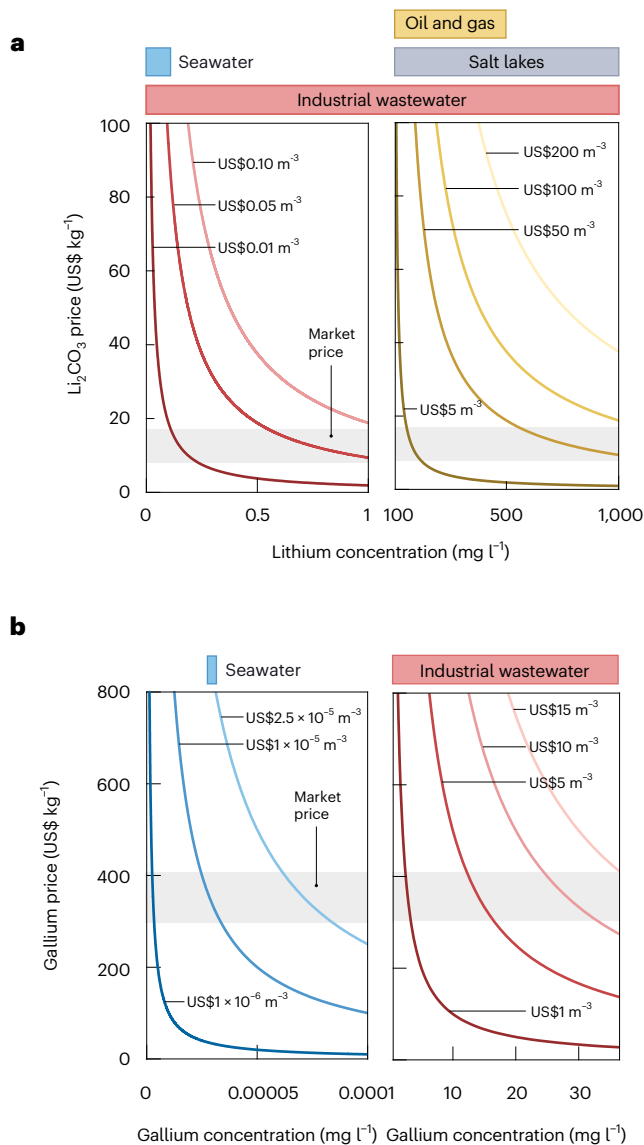 a
Oil and gas
Seawater
Salt lakes
Industrial wastewater
Li₂CO₃ price (US$ kg⁻¹)
100
80
60
40
20
0
US$0.10 m⁻³
US$0.05 m⁻³
US$0.01 m⁻³
Market
price
0
0.5
1
US$200 m⁻³
US$100 m⁻³
US$50 m⁻³
US$5 m⁻³
100
500
1,000
Lithium concentration (mg l⁻¹)
b
Seawater
Industrial wastewater
Gallium price (US$ kg⁻¹)
800
600
400
200
0
US$2.5 × 10⁻⁵ m⁻³
US$1 × 10⁻⁵ m⁻³
Market
price
US$1 × 10⁻⁶ m⁻³
0
0.00005
0.0001
US$15 m⁻³
US$10 m⁻³
US$5 m⁻³
US$1 m⁻³
1
10
20
30
Gallium concentration (mg l⁻¹)
Gallium concentration (mg l⁻¹)